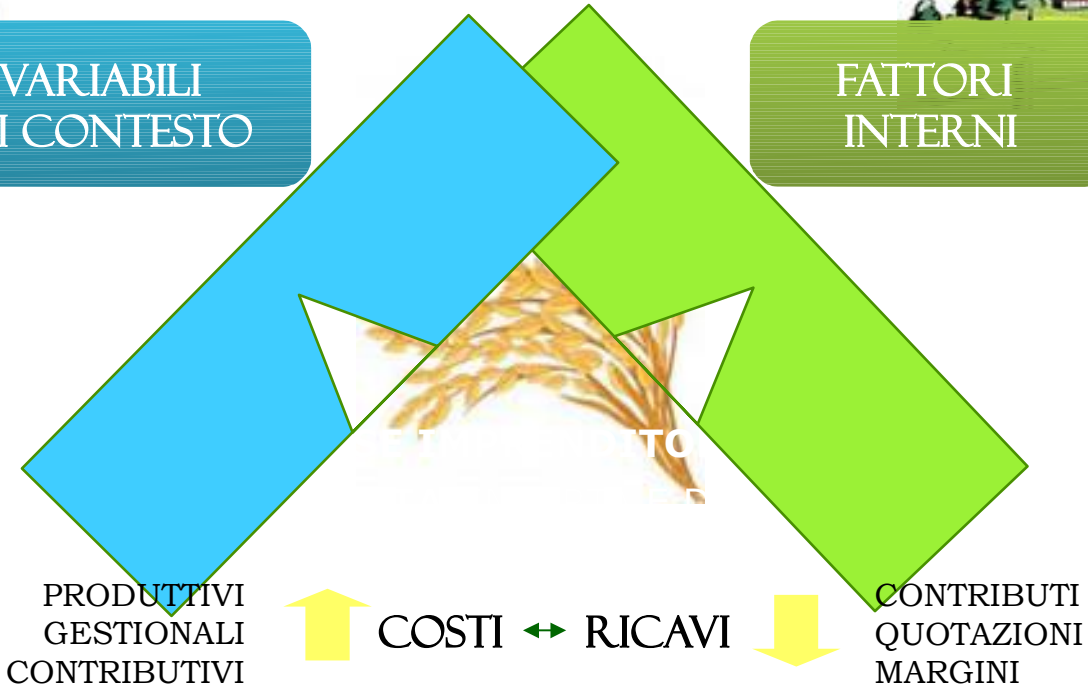 VARIABILI
I CONTESTO
FATTORI
INTERNI
PRODUTTIVI
GESTIONALI
CONTRIBUTIVI
COSTI ↔ RICAVI
CONTRIBUTI
QUOTAZIONI
MARGINI